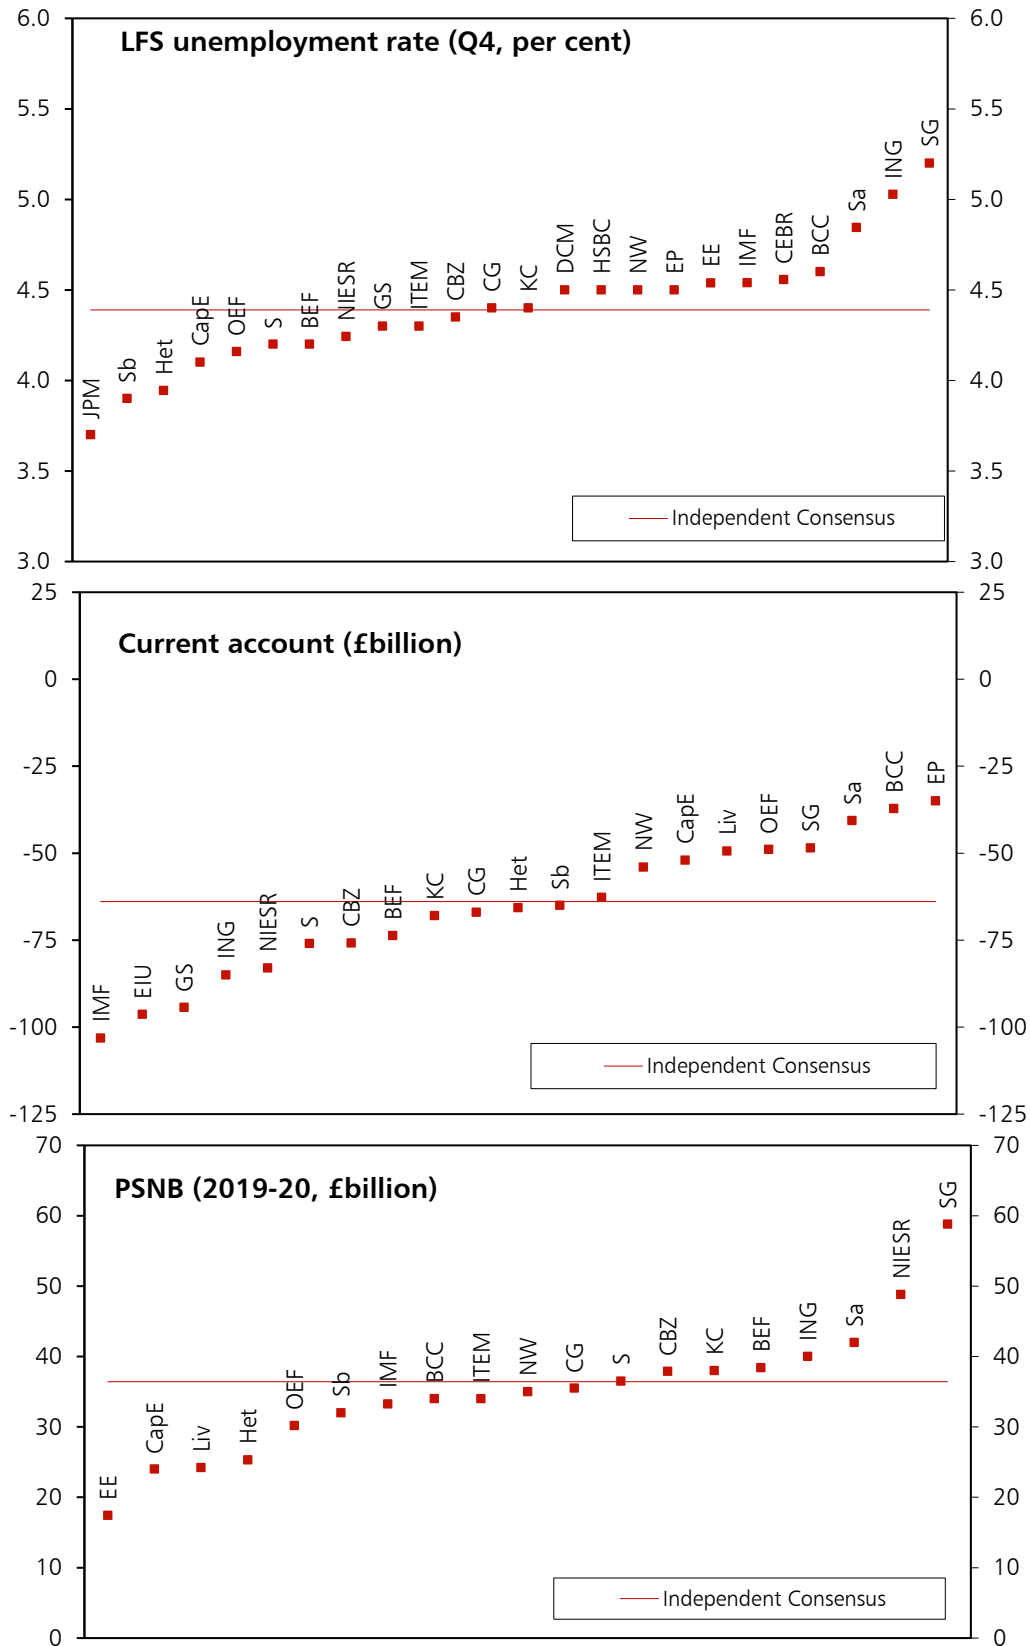 LFS unemployment rate (Q4, per cent)
6.0
5.5
5.0
4.5
4.0
3.5
3.0
6.0
5.5
5.0
4.5
4.0
3.5
3.0
JPM
Sb
Het
CapE
OEF
S
BEF
NIESR
GS
ITEM
CBZ
CG
KC
DCM
HSBC
NW
EP
EE
IMF
CEBR
BCC
Sa
ING
SG
Independent Consensus
Current account (£billion)
25
0
-25
-50
-75
-100
-125
25
0
-25
-50
-75
-100
-125
IMF
EIU
GS
ING
NIESR
S
CBZ
BEF
KC
CG
Het
Sb
ITEM
NW
CapE
Liv
OEF
SG
Sa
BCC
EP
Independent Consensus
PSNB (2019-20, £billion)
70
60
50
40
30
20
10
0
70
60
50
40
30
20
10
0
EE
CapE
Liv
Het
OEF
Sb
IMF
BCC
ITEM
NW
CG
S
CBZ
KC
BEF
ING
Sa
NIESR
SG
Independent Consensus